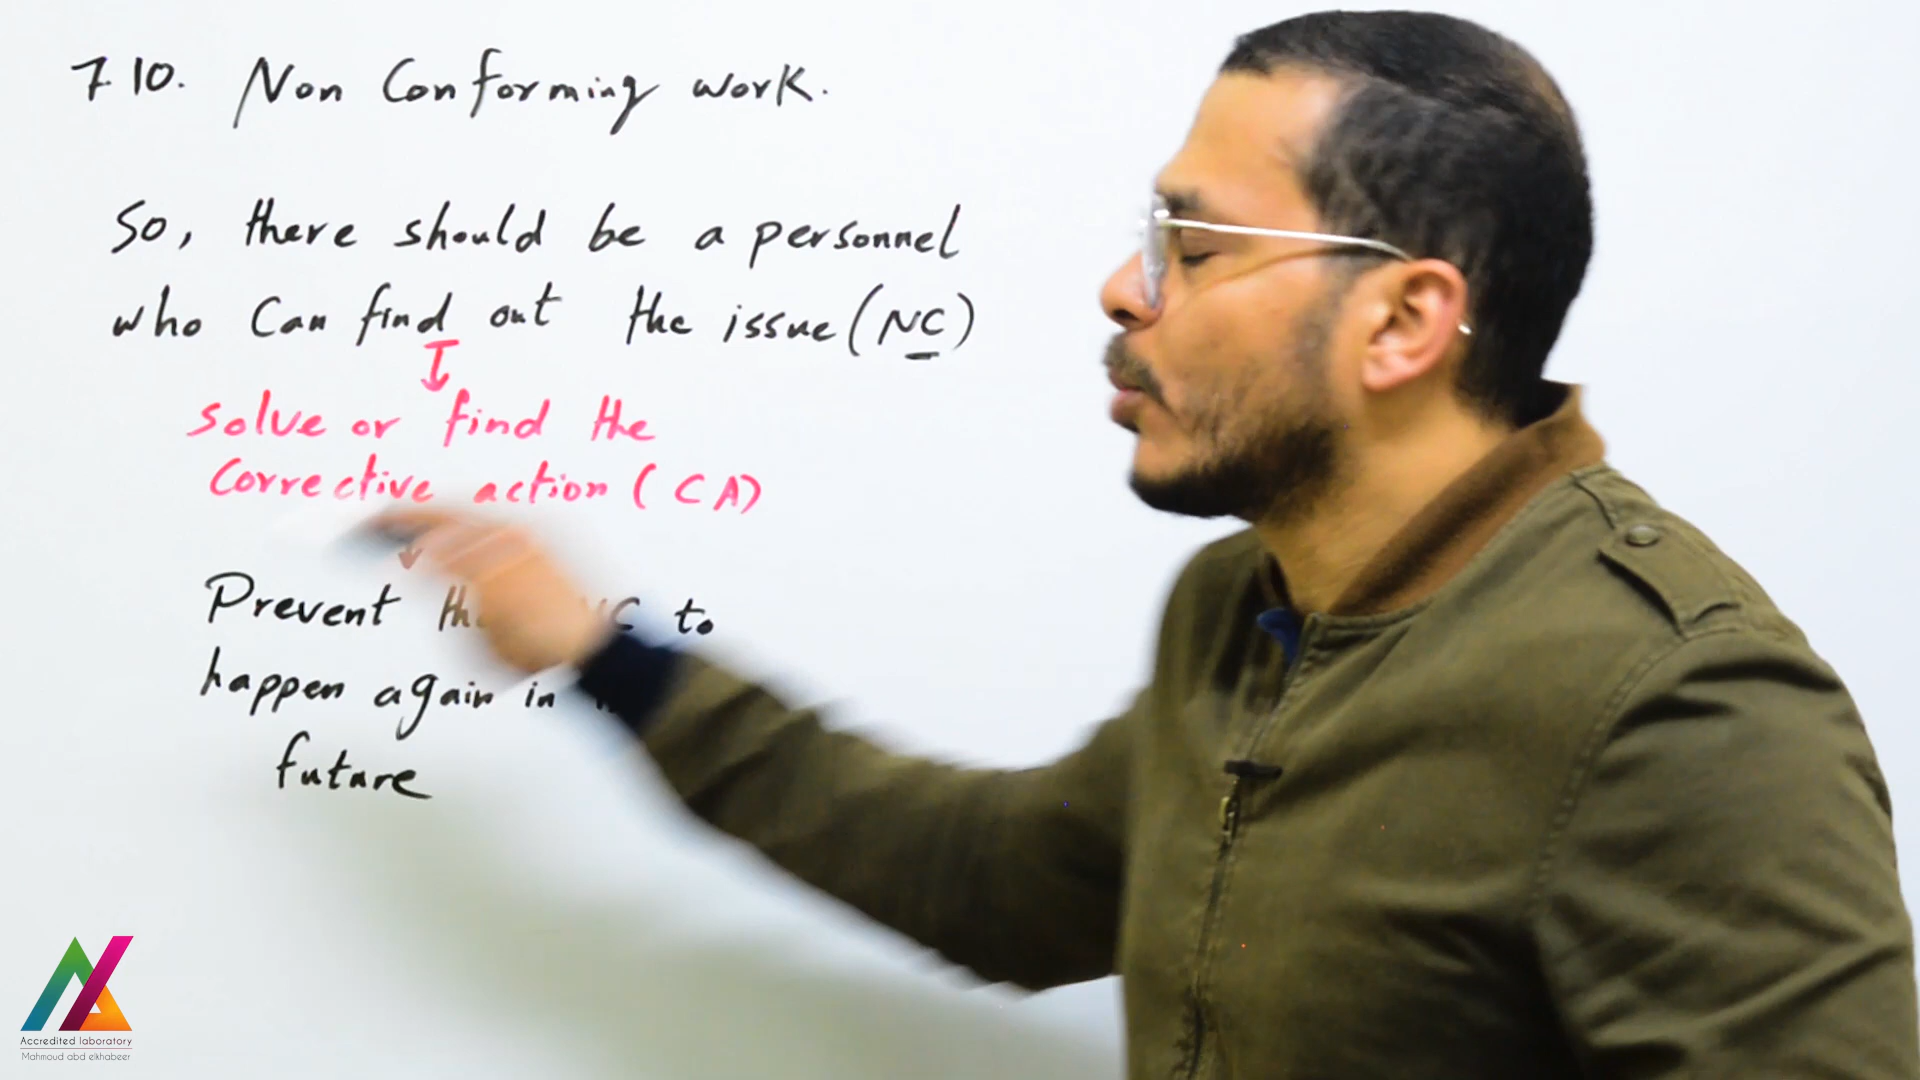 7.10. Non Conforming work.
So, there should be a personnel
who can find out the issue (NC)
solve or find the
Corrective action (CA)
Prevent to
happen again in
future
Accredited laboratory
Mahmoud abd elkhabeer